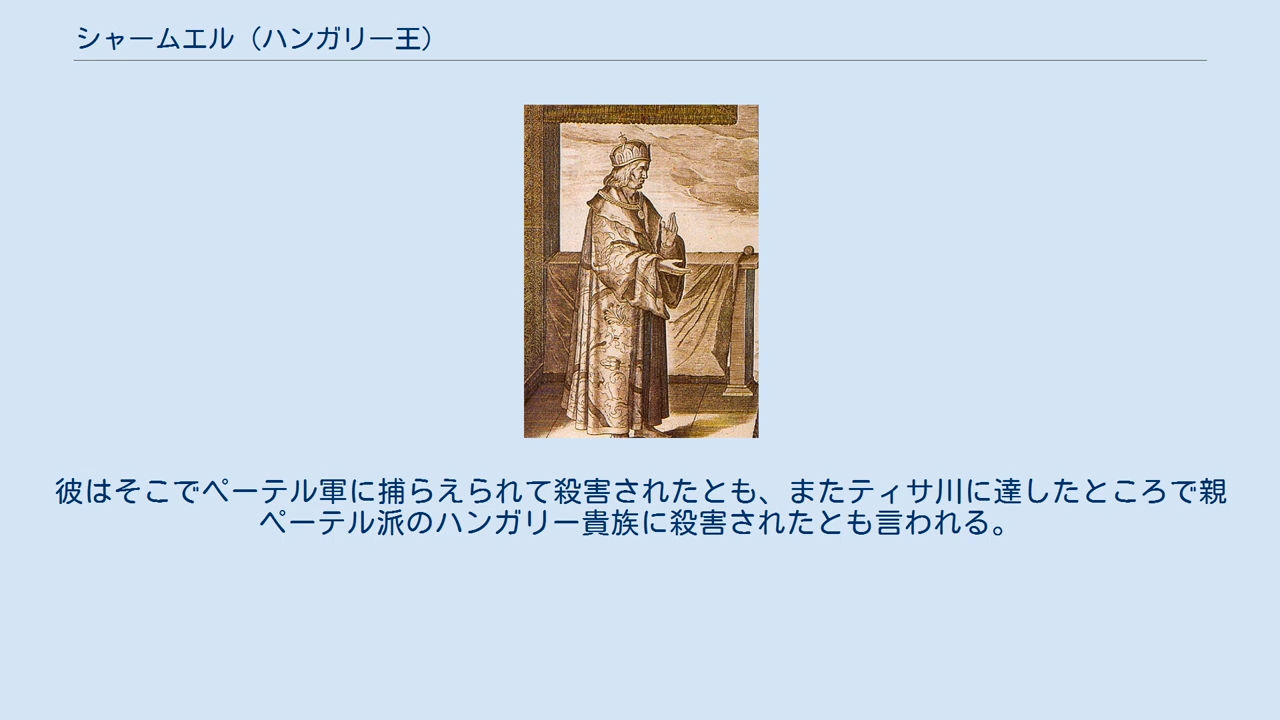 シャームエル（ハンガリー王）
彼はそこでペーテル軍に捕らえられて殺害されたとも、またティサ川に達したところで親
ペーテル派のハンガリー貴族に殺害されたとも言われる。